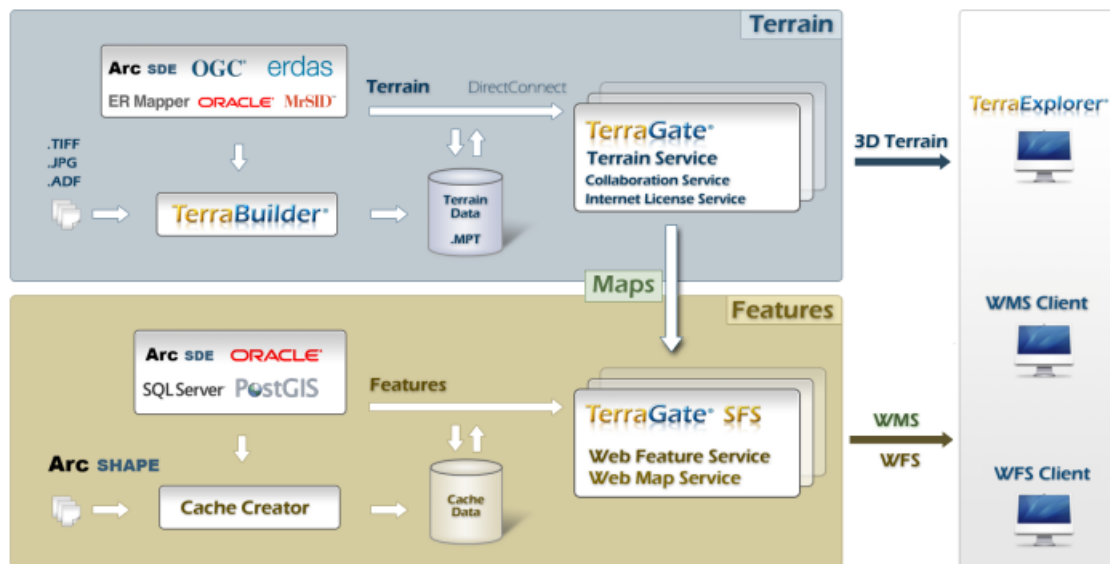 Terrain
Arc SDE OGC® erdas
ER Mapper ORACLE® MrSID™
Terrain DirectConnect
.TIFF
.JPG
.ADF
TerraBuilder®
Terrain
Data
.MPT
TerraGate®
Terrain Service
Collaboration Service
Internet License Service
3D Terrain
TerraExplorer®
Maps
Features
Arc SDE ORACLE®
SQL Server PostGIS
Features
Arc SHAPE
Cache Creator
Cache
Data
TerraGate® SFS
Web Feature Service
Web Map Service
WMS
WFS
WMS Client
WFS Client